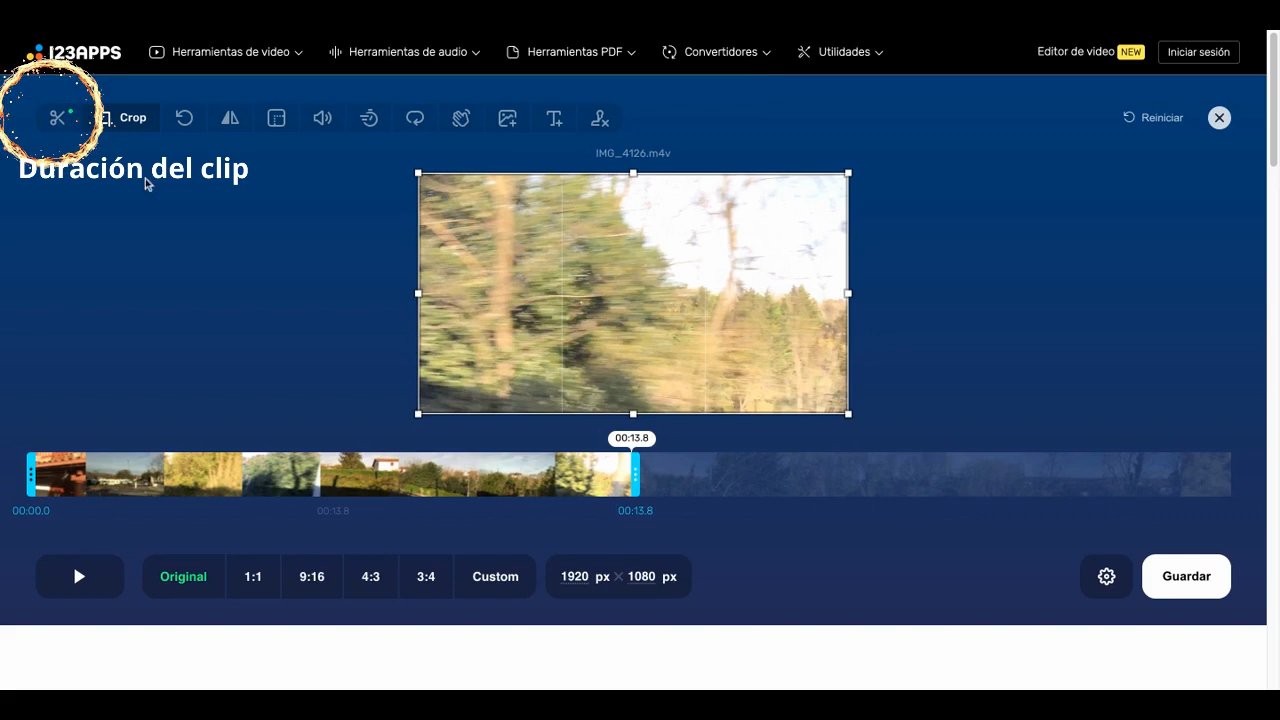 123APPS
Herramientas de video
Herramientas de audio
Herramientas PDF
Convertidores
Utilidades
Editor de video NEW
Iniciar sesión
Crop
Reiniciar
IMG_4126.m4v
Duración del clip
00:13.8
00:00.0
00:13.8
00:13.8
Original
1:1
9:16
4:3
3:4
Custom
1920 px × 1080 px
Guardar